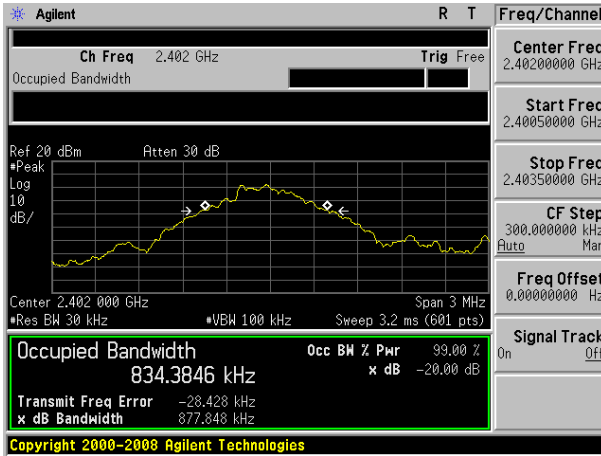 Agilent R T Freq/Channel
Ch Freq 2.402 GHz Trig Free
Occupied Bandwidth
Center Freq
2.40200000 GHz
Start Freq
2.40050000 GHz
Stop Freq
2.40350000 GHz
CF Step
300.000000 kHz
Auto Man
Freq Offset
0.00000000 Hz
Signal Track
On Off
Ref 20 dBm Atten 30 dB
#Peak
Log
10
dB/
Center 2.402 000 GHz Span 3 MHz
#Res BW 30 kHz #VBW 100 kHz Sweep 3.2 ms (601 pts)
Occupied Bandwidth Occ BW % Pwr 99.00 %
834.3846 kHz x dB -20.00 dB
Transmit Freq Error -28.428 kHz
x dB Bandwidth 877.848 kHz
Copyright 2000-2008 Agilent Technologies